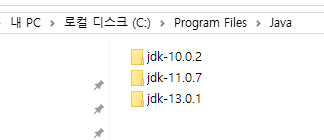 내 PC > 로컬 디스크 (C:) > Program Files > Java
jdk-10.0.2
jdk-11.0.7
jdk-13.0.1